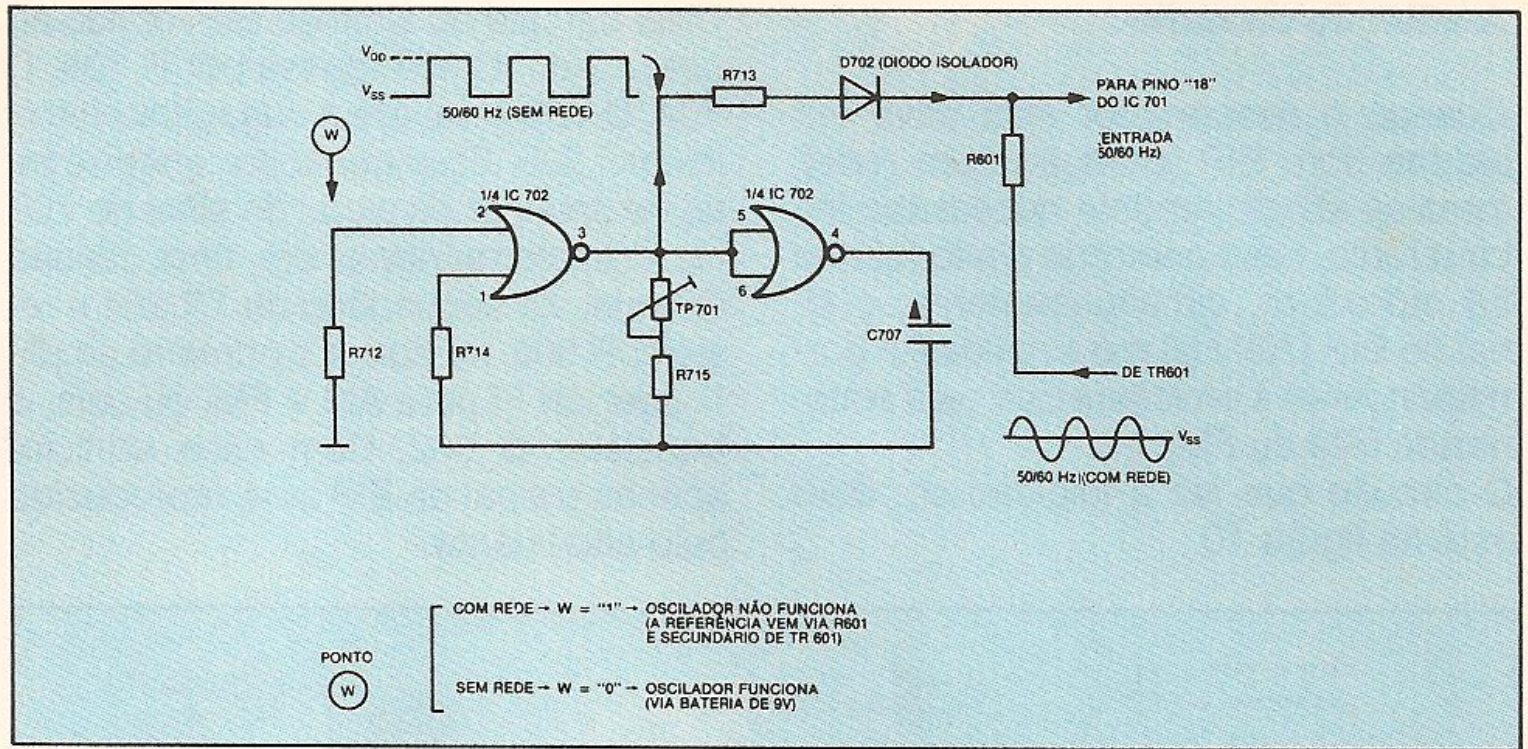 V_DD
V_SS
50/60 Hz (SEM REDE)
W
R713
D702 (DIODO ISOLADOR)
PARA PINO "18"
DO IC 701
ENTRADA
50/60 Hz)
R601
1/4 IC 702
2
3
1
1/4 IC 702
5
4
6
TP 701
R712
R714
R715
C707
DE TR601
V_SS
50/60 Hz)(COM REDE)
COM REDE → W = "1" → OSCILADOR NÃO FUNCIONA
(A REFERÊNCIA VEM VIA R601
E SECUNDÁRIO DE TR 601)
PONTO
W
SEM REDE → W = "0" → OSCILADOR FUNCIONA
(VIA BATERIA DE 9V)